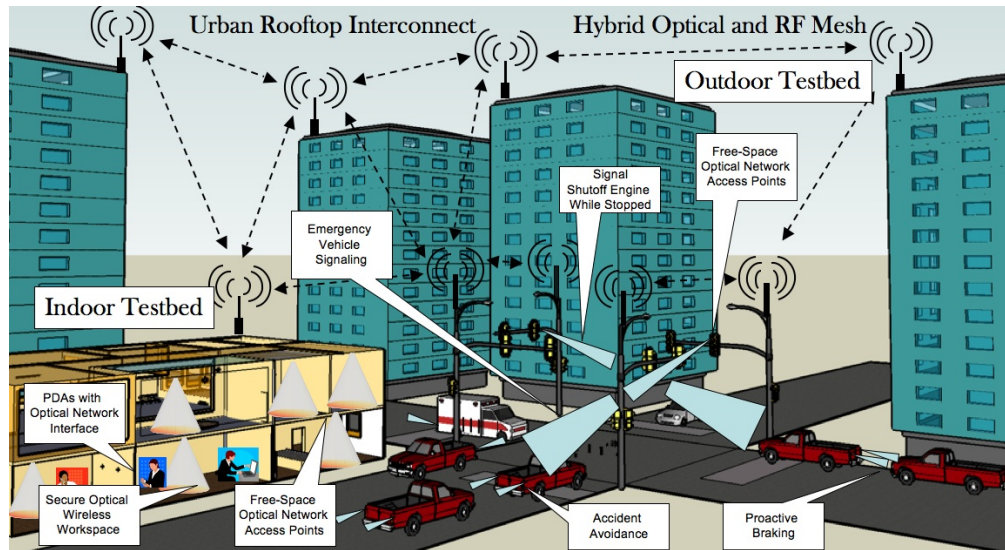 Urban Rooftop Interconnect
Hybrid Optical and RF Mesh
Outdoor Testbed
Free-Space
Optical Network
Access Points
Signal
Shutoff Engine
While Stopped
Emergency
Vehicle
Signaling
Indoor Testbed
PDAs with
Optical Network
Interface
Secure Optical
Wireless
Workspace
Free-Space
Optical Network
Access Points
Accident
Avoidance
Proactive
Braking